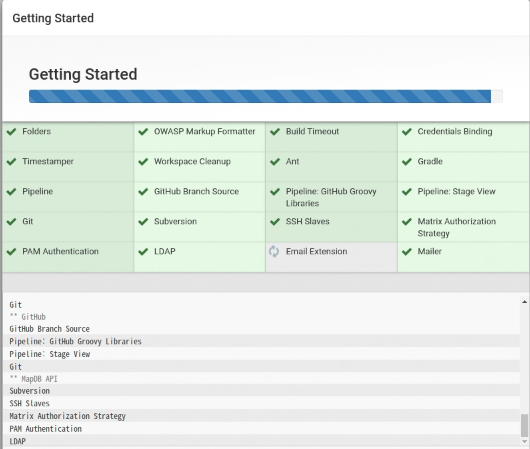 Getting Started
Getting Started
Folders
OWASP Markup Formatter
Build Timeout
Credentials Binding
Timestamper
Workspace Cleanup
Ant
Gradle
Pipeline
GitHub Branch Source
Pipeline: GitHub Groovy
Libraries
Pipeline: Stage View
Git
Subversion
SSH Slaves
Matrix Authorization
Strategy
PAM Authentication
LDAP
Email Extension
Mailer
Git
** GitHub
GitHub Branch Source
Pipeline: GitHub Groovy Libraries
Pipeline: Stage View
Git
** MapDB API
Subversion
SSH Slaves
Matrix Authorization Strategy
PAM Authentication
LDAP